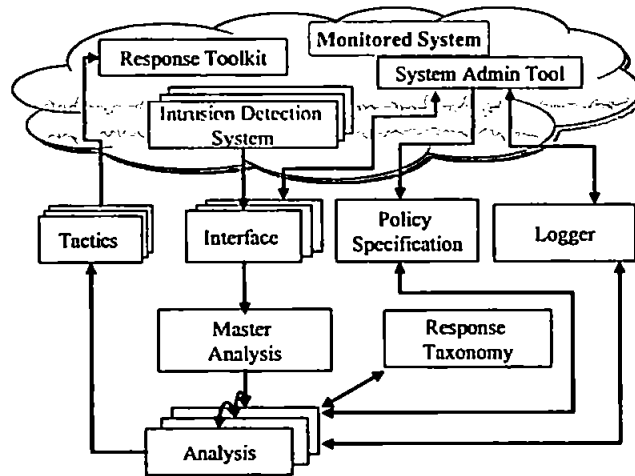 Monitored System
Response Toolkit
System Admin Tool
Intrusion Detection
System
Tactics
Interface
Policy
Specification
Logger
Master
Analysis
Response
Taxonomy
Analysis